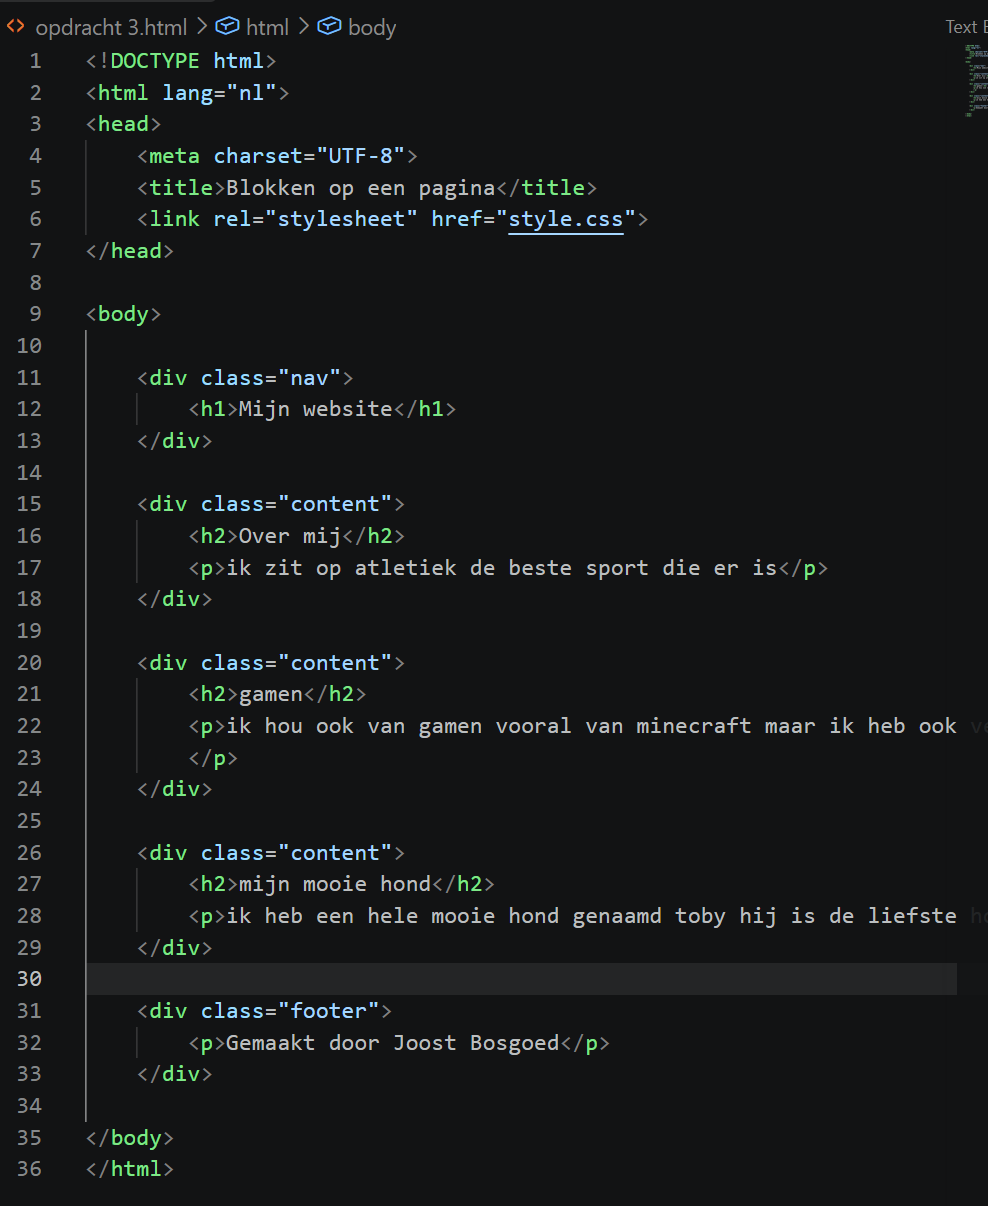 opdracht 3.html > html > body
Text E
1 <!DOCTYPE html>
2 <html lang="nl">
3 <head>
4 <meta charset="UTF-8">
5 <title>Blokken op een pagina</title>
6 <link rel="stylesheet" href="style.css">
7 </head>
8
9 <body>
10
11 <div class="nav">
12 <h1>Mijn website</h1>
13 </div>
14
15 <div class="content">
16 <h2>Over mij</h2>
17 <p>ik zit op atletiek de beste sport die er is</p>
18 </div>
19
20 <div class="content">
21 <h2>gamen</h2>
22 <p>ik hou ook van gamen vooral van minecraft maar ik heb ook
23 </p>
24 </div>
25
26 <div class="content">
27 <h2>mijn mooie hond</h2>
28 <p>ik heb een hele mooie hond genaamd toby hij is de liefste
29 </div>
30
31 <div class="footer">
32 <p>Gemaakt door Joost Bosgoed</p>
33 </div>
34
35 </body>
36 </html>